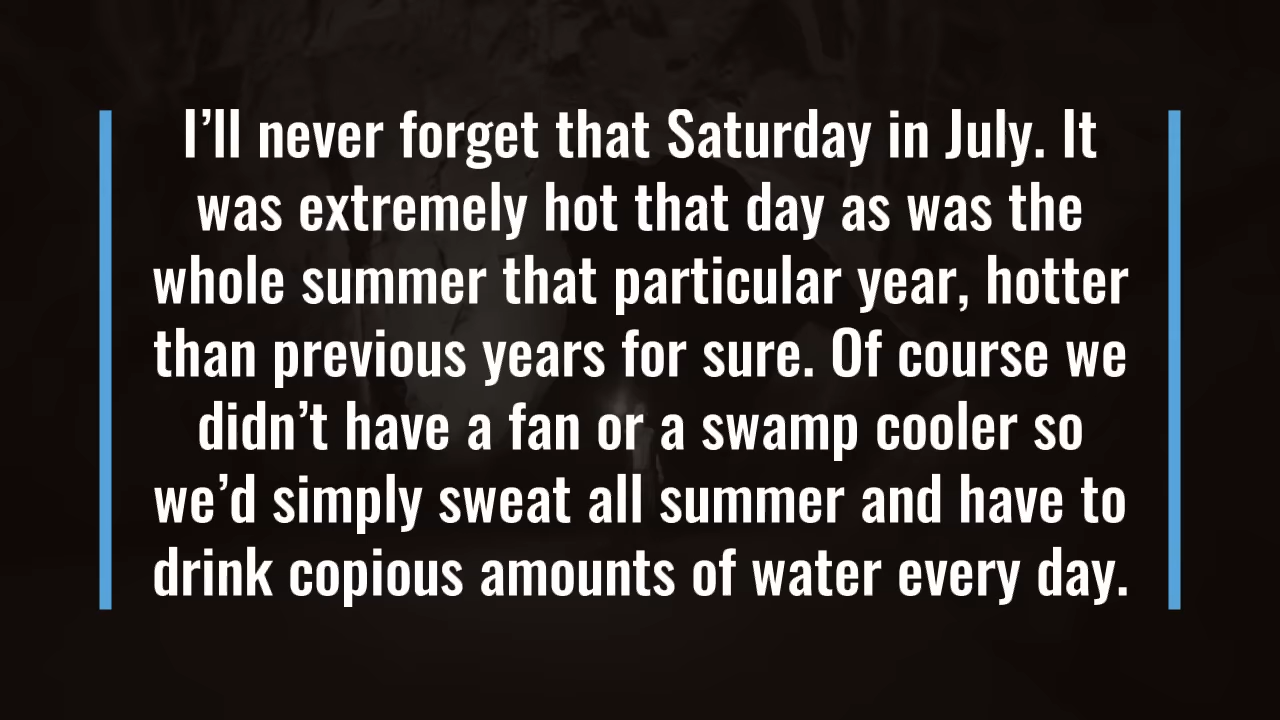 I’ll never forget that Saturday in July. It
was extremely hot that day as was the
whole summer that particular year, hotter
than previous years for sure. Of course we
didn’t have a fan or a swamp cooler so
we’d simply sweat all summer and have to
drink copious amounts of water every day.